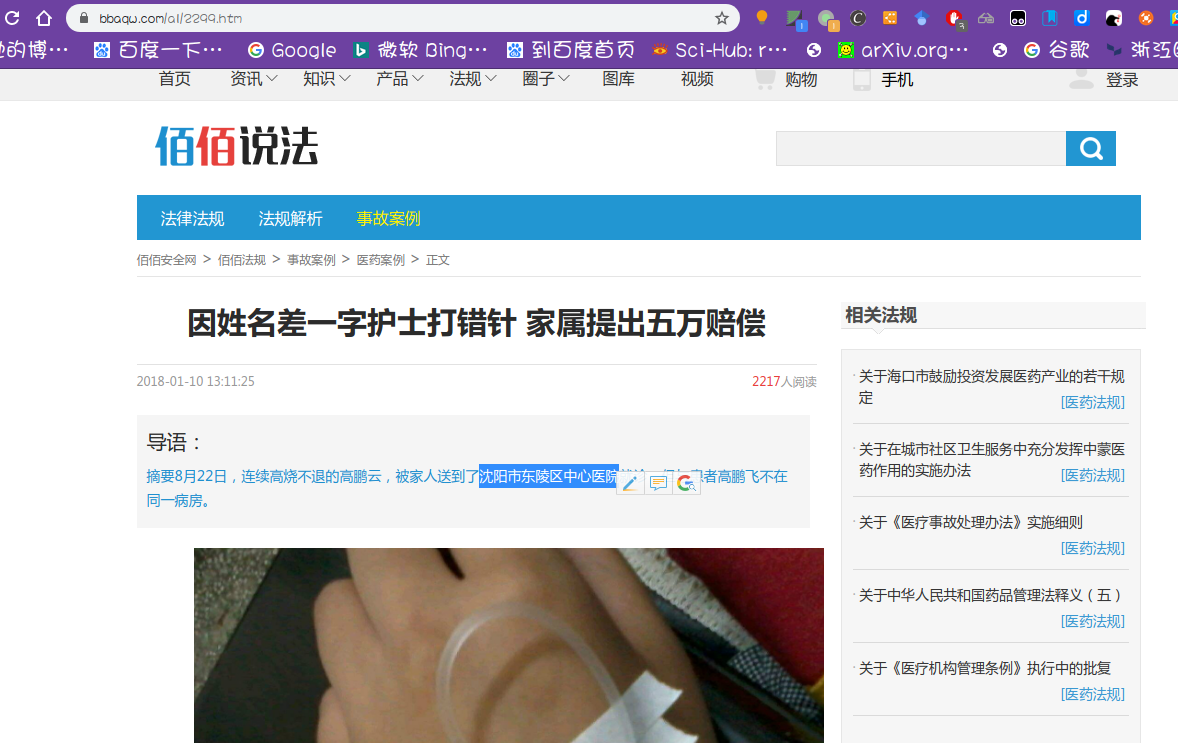 bbaqw.com/al/2299.htm
的博…
百度一下…
Google
微软 Bing…
到百度首页
Sci-Hub: r…
arXiv.org…
谷歌
首页 资讯 知识 产品 法规 圈子 图库 视频 购物 手机 登录
佰佰说法
法律法规 法规解析 事故案例
佰佰安全网 > 佰佰法规 > 事故案例 > 医药案例 > 正文
因姓名差一字护士打错针 家属提出五万赔偿
2018-01-10 13:11:25 2217人阅读
导语：
摘要8月22日，连续高烧不退的高鹏云，被家人送到了沈阳市东陵区中心医院 者高鹏飞不在
同一病房。
相关法规
· 关于海口市鼓励投资发展医药产业的若干规
定
[医药法规]
· 关于在城市社区卫生服务中充分发挥中蒙医
药作用的实施办法
[医药法规]
· 关于《医疗事故处理办法》实施细则
[医药法规]
· 关于中华人民共和国药品管理法释义（五）
[医药法规]
· 关于《医疗机构管理条例》执行中的批复
[医药法规]